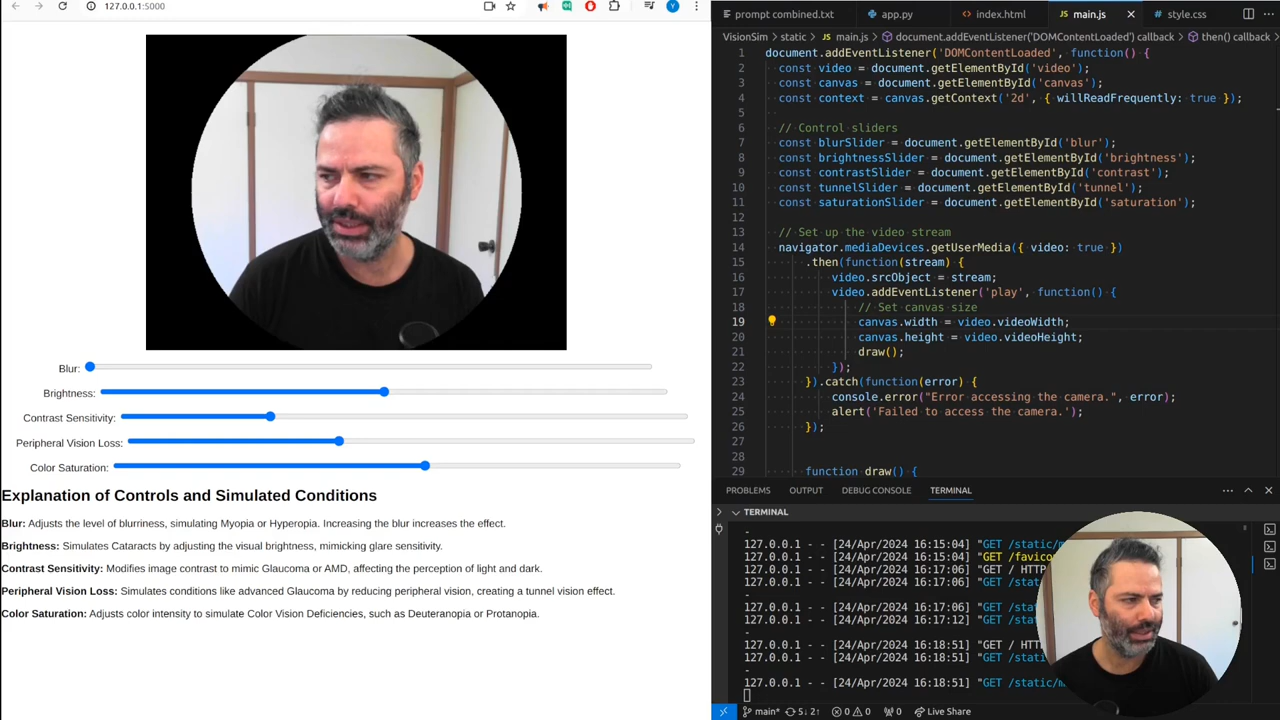 127.0.0.1:5000
Blur:
Brightness:
Contrast Sensitivity:
Peripheral Vision Loss:
Color Saturation:
Explanation of Controls and Simulated Conditions
Blur: Adjusts the level of blurriness, simulating Myopia or Hyperopia. Increasing the blur increases the effect.
Brightness: Simulates Cataracts by adjusting the visual brightness, mimicking glare sensitivity.
Contrast Sensitivity: Modifies image contrast to mimic Glaucoma or AMD, affecting the perception of light and dark.
Peripheral Vision Loss: Simulates conditions like advanced Glaucoma by reducing peripheral vision, creating a tunnel vision effect.
Color Saturation: Adjusts color intensity to simulate Color Vision Deficiencies, such as Deuteranopia or Protanopia.
prompt combined.txt app.py index.html main.js style.css
VisionSim > static > main.js > document.addEventListener('DOMContentLoaded') callback > then() callback
1 document.addEventListener('DOMContentLoaded', function() {
2 const video = document.getElementById('video');
3 const canvas = document.getElementById('canvas');
4 const context = canvas.getContext('2d', { willReadFrequently: true });
5
6 // Control sliders
7 const blurSlider = document.getElementById('blur');
8 const brightnessSlider = document.getElementById('brightness');
9 const contrastSlider = document.getElementById('contrast');
10 const tunnelSlider = document.getElementById('tunnel');
11 const saturationSlider = document.getElementById('saturation');
12
13 // Set up the video stream
14 navigator.mediaDevices.getUserMedia({ video: true })
15 .then(function(stream) {
16 video.srcObject = stream;
17 video.addEventListener('play', function() {
18 // Set canvas size
19 canvas.width = video.videoWidth;
20 canvas.height = video.videoHeight;
21 draw();
22 });
23 }).catch(function(error) {
24 console.error("Error accessing the camera.", error);
25 alert('Failed to access the camera.');
26 });
27
28
29 function draw() {
PROBLEMS OUTPUT DEBUG CONSOLE TERMINAL
TERMINAL
-
127.0.0.1 - - [24/Apr/2024 16:15:04] "GET /static/m
127.0.0.1 - - [24/Apr/2024 16:15:04] "GET /favico
127.0.0.1 - - [24/Apr/2024 16:17:06] "GET / HTT
127.0.0.1 - - [24/Apr/2024 16:17:06] "GET /stat
-
127.0.0.1 - - [24/Apr/2024 16:17:06] "GET /stat
127.0.0.1 - - [24/Apr/2024 16:17:12] "GET /stat
-
127.0.0.1 - - [24/Apr/2024 16:18:51] "GET / HTT
127.0.0.1 - - [24/Apr/2024 16:18:51] "GET /stati
-
127.0.0.1 - - [24/Apr/2024 16:18:51] "GET /static/m
main* 5↓ 2↑ 0 0 0 Live Share